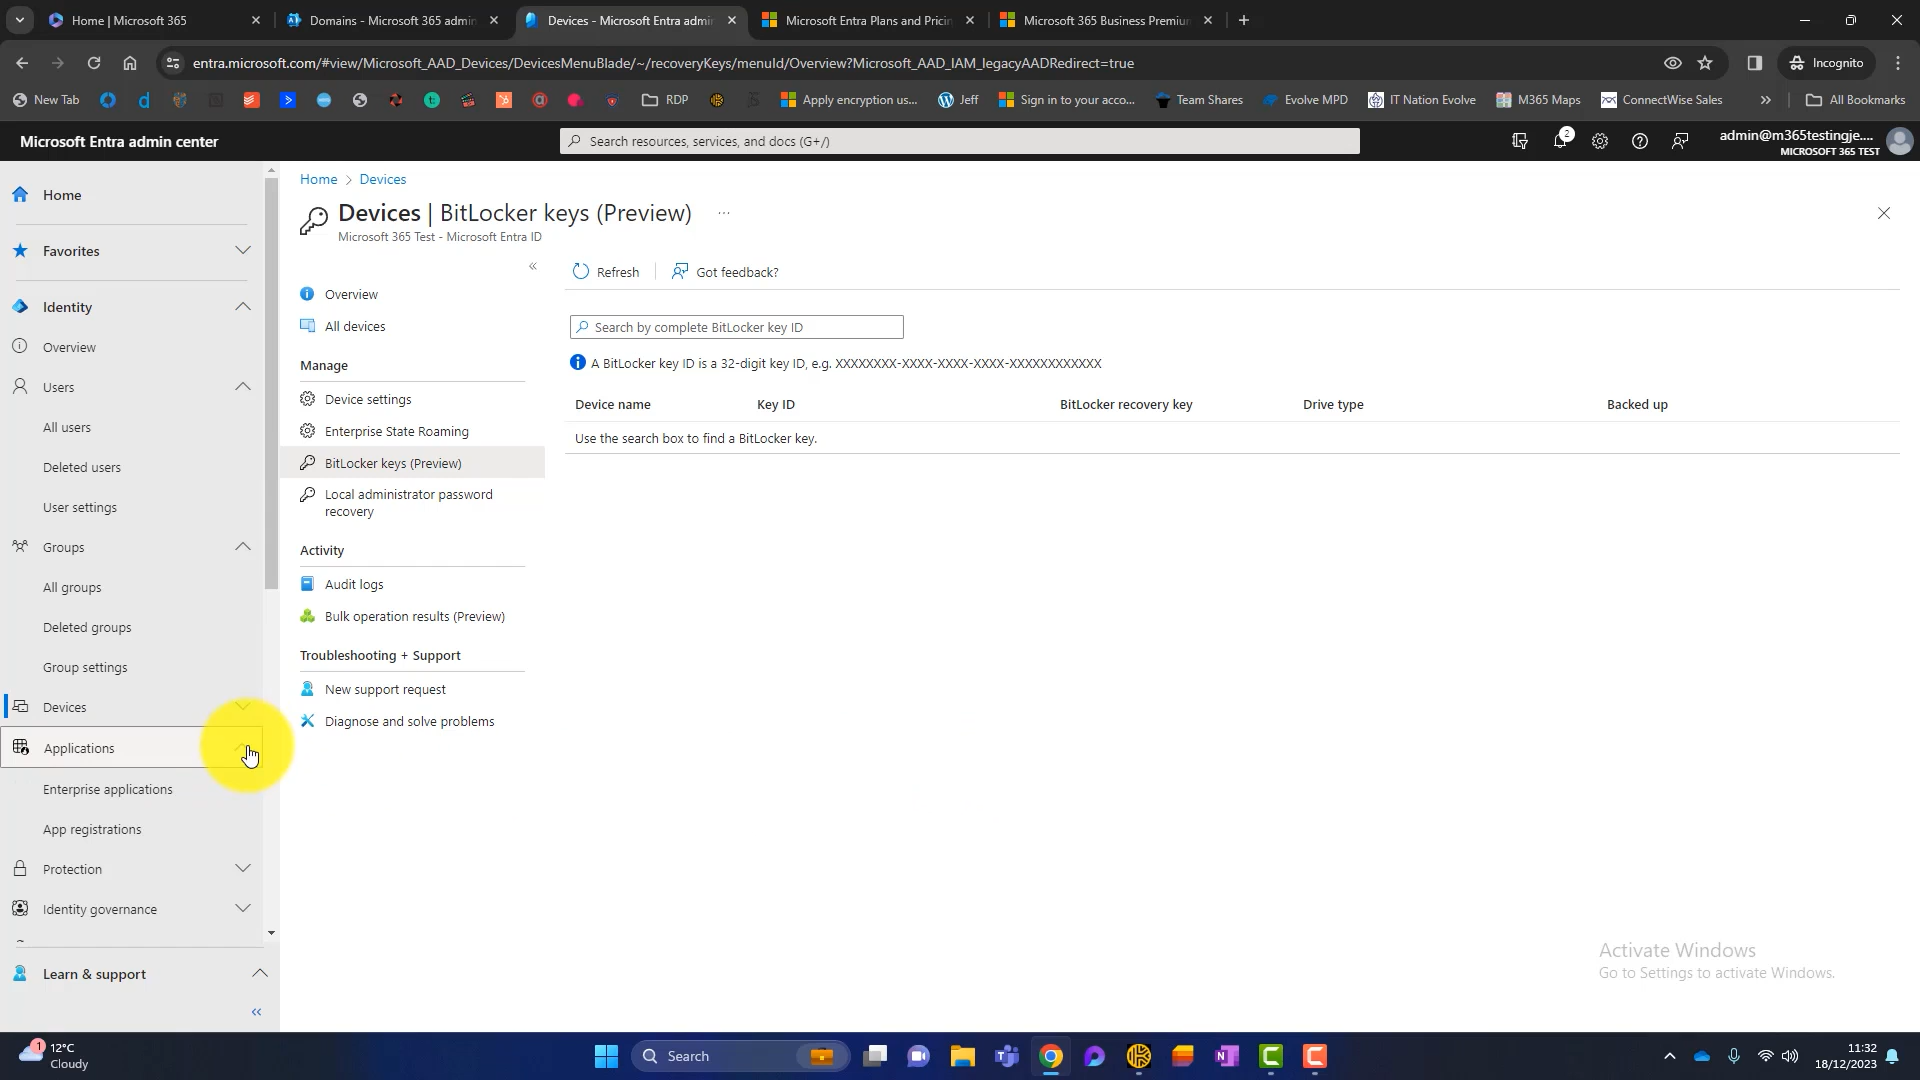 Home | Microsoft 365
Domains - Microsoft 365 admin
Devices - Microsoft Entra admin
Microsoft Entra Plans and Pricin
Microsoft 365 Business Premium
entra.microsoft.com/#view/Microsoft_AAD_Devices/DevicesMenuBlade/~/recoveryKeys/menuId/Overview?Microsoft_AAD_IAM_legacyAADRedirect=true
Incognito
New Tab
RDP
Apply encryption us...
Jeff
Sign in to your acco...
Team Shares
Evolve MPD
IT Nation Evolve
M365 Maps
ConnectWise Sales
All Bookmarks
Microsoft Entra admin center
Search resources, services, and docs (G+/)
2
admin@m365testingje....
MICROSOFT 365 TEST
Home
Favorites
Identity
Overview
Users
All users
Deleted users
User settings
Groups
All groups
Deleted groups
Group settings
Devices
Applications
Enterprise applications
App registrations
Protection
Identity governance
Learn & support
Home > Devices
Devices | BitLocker keys (Preview) ...
Microsoft 365 Test - Microsoft Entra ID
Overview
All devices
Manage
Device settings
Enterprise State Roaming
BitLocker keys (Preview)
Local administrator password
recovery
Activity
Audit logs
Bulk operation results (Preview)
Troubleshooting + Support
New support request
Diagnose and solve problems
Refresh
Got feedback?
Search by complete BitLocker key ID
A BitLocker key ID is a 32-digit key ID, e.g. XXXXXXXX-XXXX-XXXX-XXXX-XXXXXXXXXXXX
Device name
Key ID
BitLocker recovery key
Drive type
Backed up
Use the search box to find a BitLocker key.
Activate Windows
Go to Settings to activate Windows.
1
12°C
Cloudy
Search
11:32
18/12/2023